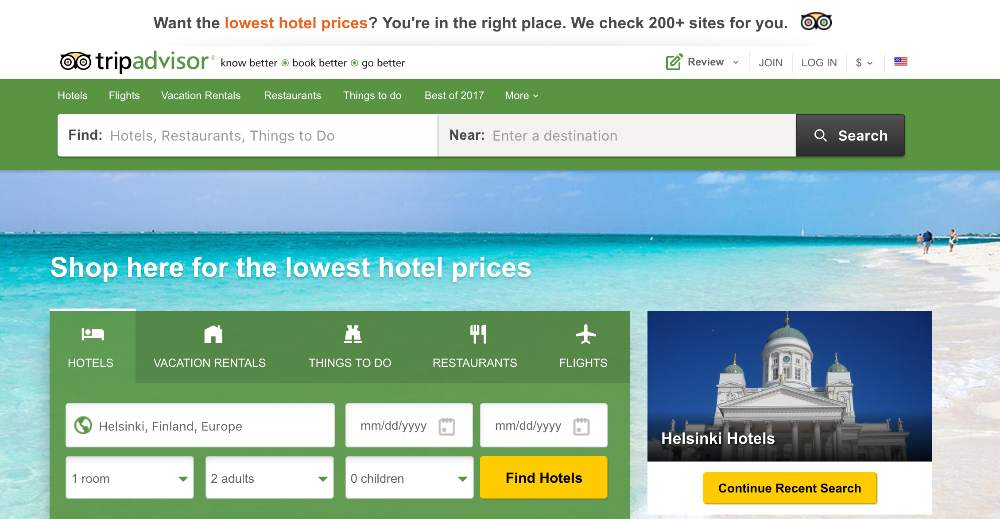 Want the lowest hotel prices? You're in the right place. We check 200+ sites for you.
tripadvisor® know better book better go better
Review
JOIN
LOG IN
$
Hotels
Flights
Vacation Rentals
Restaurants
Things to do
Best of 2017
More
Find: Hotels, Restaurants, Things to Do
Near: Enter a destination
Search
Shop here for the lowest hotel prices
HOTELS
VACATION RENTALS
THINGS TO DO
RESTAURANTS
FLIGHTS
Helsinki, Finland, Europe
mm/dd/yyyy
mm/dd/yyyy
1 room
2 adults
0 children
Find Hotels
Helsinki Hotels
Continue Recent Search